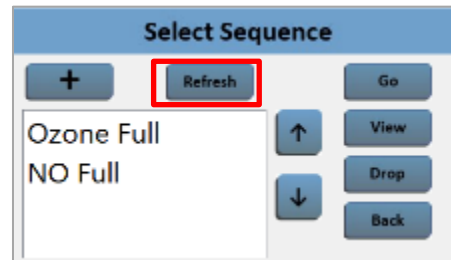 Select Sequence
+ Refresh Go
Ozone Full
NO Full
↑ View
Drop
↓
Back